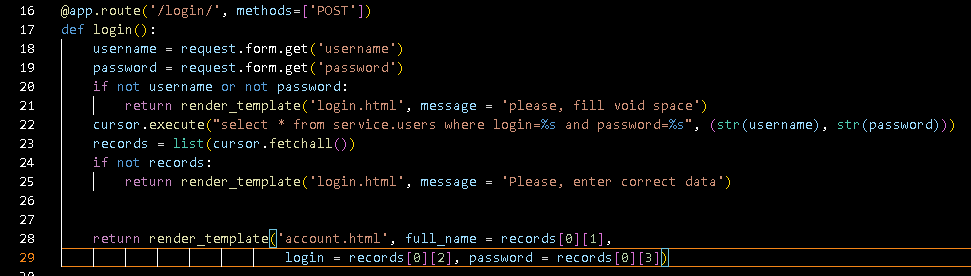 16 @app.route('/login/', methods=['POST'])
17 def login():
18     username = request.form.get('username')
19     password = request.form.get('password')
20     if not username or not password:
21         return render_template('login.html', message = 'please, fill void space')
22     cursor.execute("select * from service.users where login=%s and password=%s", (str(username), str(password)))
23     records = list(cursor.fetchall())
24     if not records:
25         return render_template('login.html', message = 'Please, enter correct data')
26
27
28     return render_template('account.html', full_name = records[0][1],
29                             login = records[0][2], password = records[0][3])